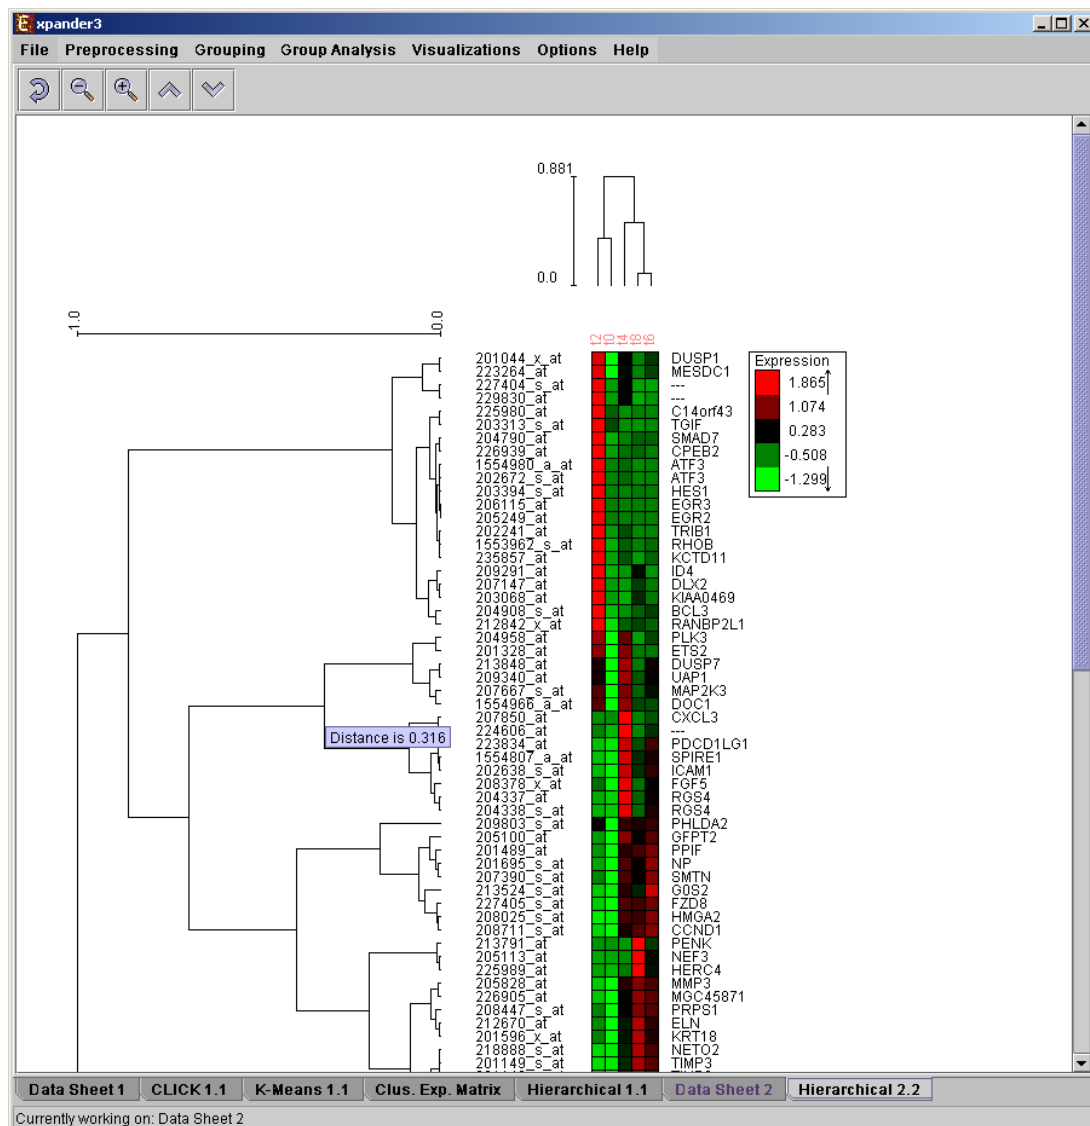 xpander3
File Preprocessing Grouping Group Analysis Visualizations Options Help
0.881
0.0
-1.0 0.0
t2 t0 t4 t8 t6
201044_x_at DUSP1
223264_at MESDC1
227404_s_at ---
229830_at ---
225980_at C14orf43
203313_s_at TGIF
204790_at SMAD7
226939_at CPEB2
1554980_a_at ATF3
202672_s_at ATF3
203394_s_at HES1
206115_at EGR3
205249_at EGR2
202241_at TRIB1
1553962_s_at RHOB
235857_at KCTD11
209291_at ID4
207147_at DLX2
203068_at KIAA0469
204908_s_at BCL3
212842_x_at RANBP2L1
204958_at PLK3
201328_at ETS2
213848_at DUSP7
209340_at UAP1
207667_s_at MAP2K3
1554966_a_at DOC1
207850_at CXCL3
224606_at ---
223834_at PDCD1LG1
1554807_a_at SPIRE1
202638_s_at ICAM1
208378_x_at FGF5
204337_at RGS4
204338_s_at RGS4
209803_s_at PHLDA2
205100_at GFPT2
201489_at PPIF
201695_s_at NP
207390_s_at SMTN
213524_s_at G0S2
227405_s_at FZD8
208025_s_at HMGA2
208711_s_at CCND1
213791_at PENK
205113_at NEF3
225989_at HERC4
205828_at MMP3
226905_at MGC45871
208447_s_at PRPS1
212670_at ELN
201596_x_at KRT18
218888_s_at NETO2
201149_s_at TIMP3
Expression
1.865
1.074
0.283
-0.508
-1.299
Distance is 0.316
Data Sheet 1 CLICK 1.1 K-Means 1.1 Clus. Exp. Matrix Hierarchical 1.1 Data Sheet 2 Hierarchical 2.2
Currently working on: Data Sheet 2